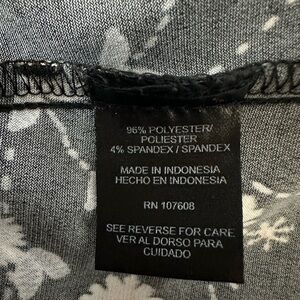 96% POLYESTER/
POLIESTER
4% SPANDEX / SPANDEX
MADE IN INDONESIA
HECHO EN INDONESIA
RN 107608
SEE REVERSE FOR CARE
VER AL DORSO PARA
CUIDADO